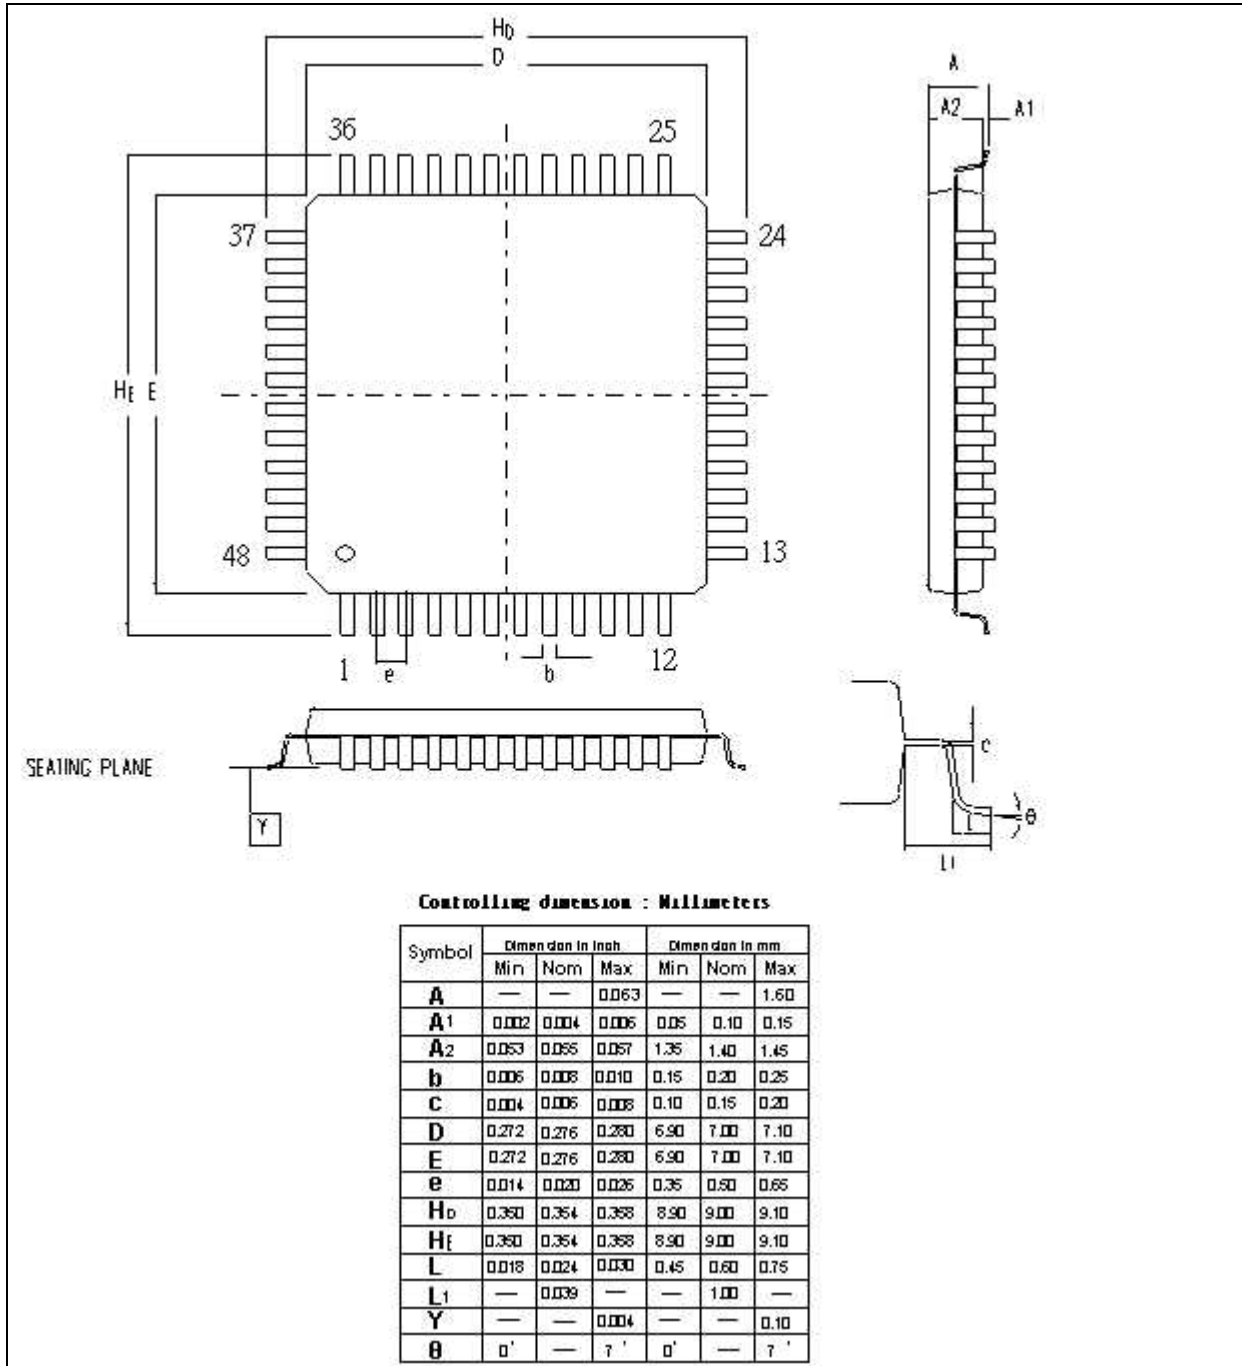 HD
D
A
A2 A1
36 25
37 24
HE E
48 13
1 e b 12
SEATING PLANE
Y
C
L
θ
L1
Controlling dimension : Millimeters
Symbol Dimension in inch Dimension in mm
Min Nom Max Min Nom Max
A — — 0.063 — — 1.60
A1 0.002 0.004 0.006 0.05 0.10 0.15
A2 0.053 0.055 0.057 1.35 1.40 1.45
b 0.006 0.008 0.010 0.15 0.20 0.25
c 0.004 0.006 0.008 0.10 0.15 0.20
D 0.272 0.276 0.280 6.90 7.00 7.10
E 0.272 0.276 0.280 6.90 7.00 7.10
e 0.014 0.020 0.026 0.35 0.50 0.65
HD 0.350 0.354 0.358 8.90 9.00 9.10
HE 0.350 0.354 0.358 8.90 9.00 9.10
L 0.018 0.024 0.030 0.45 0.60 0.75
L1 — 0.039 — — 1.00 —
Y — — 0.004 — — 0.10
θ 0° — 7° 0° — 7°